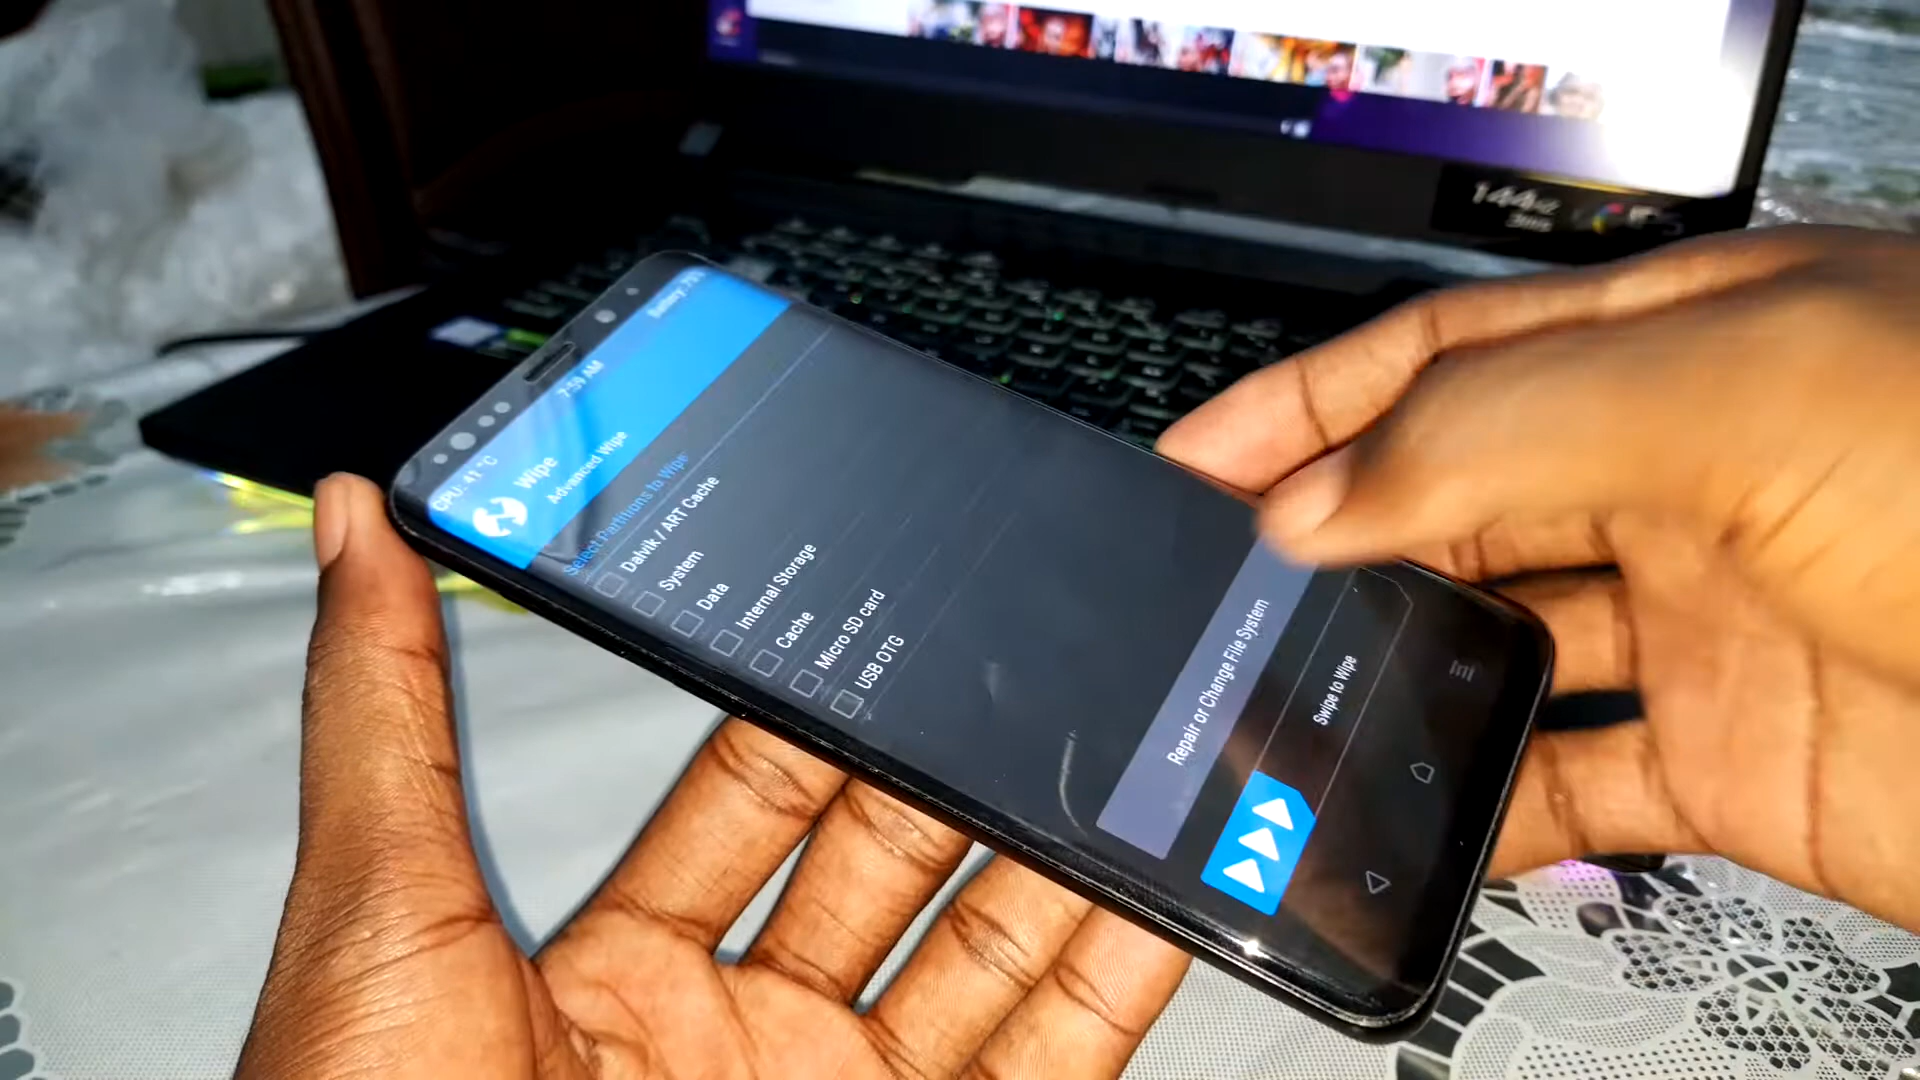 CPU: 41 °C
7:59 AM
Wipe
Advanced Wipe
Select Partitions to Wipe
Dalvik / ART Cache
System
Data
Internal Storage
Cache
Micro SD card
USB OTG
Repair or Change File System
Swipe to Wipe
144Hz
3ms